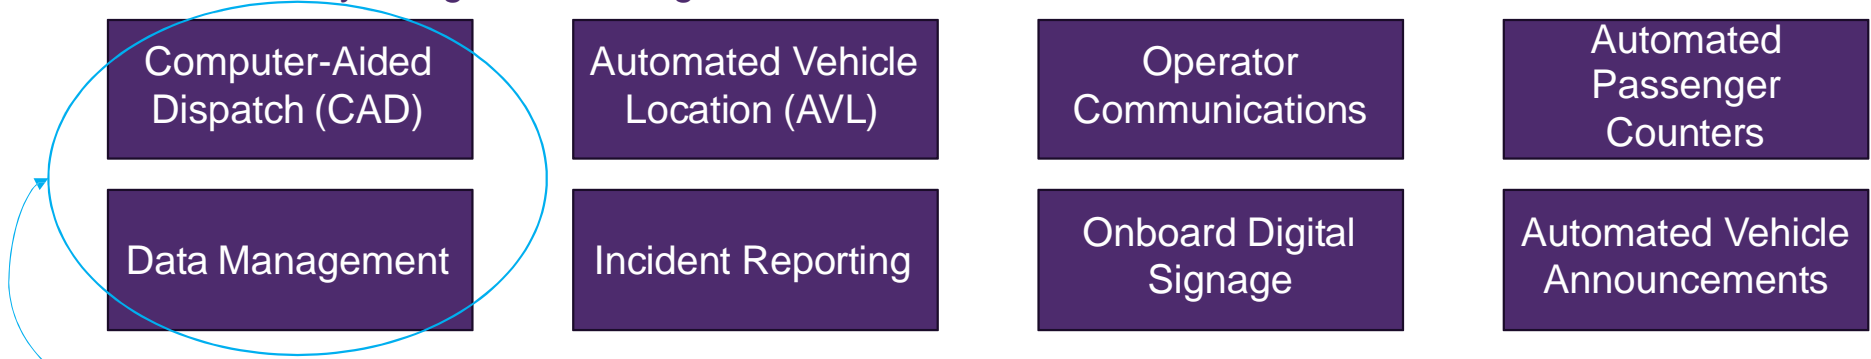 Computer-Aided
Dispatch (CAD)
Automated Vehicle
Location (AVL)
Operator
Communications
Automated
Passenger
Counters
Data Management
Incident Reporting
Onboard Digital
Signage
Automated Vehicle
Announcements